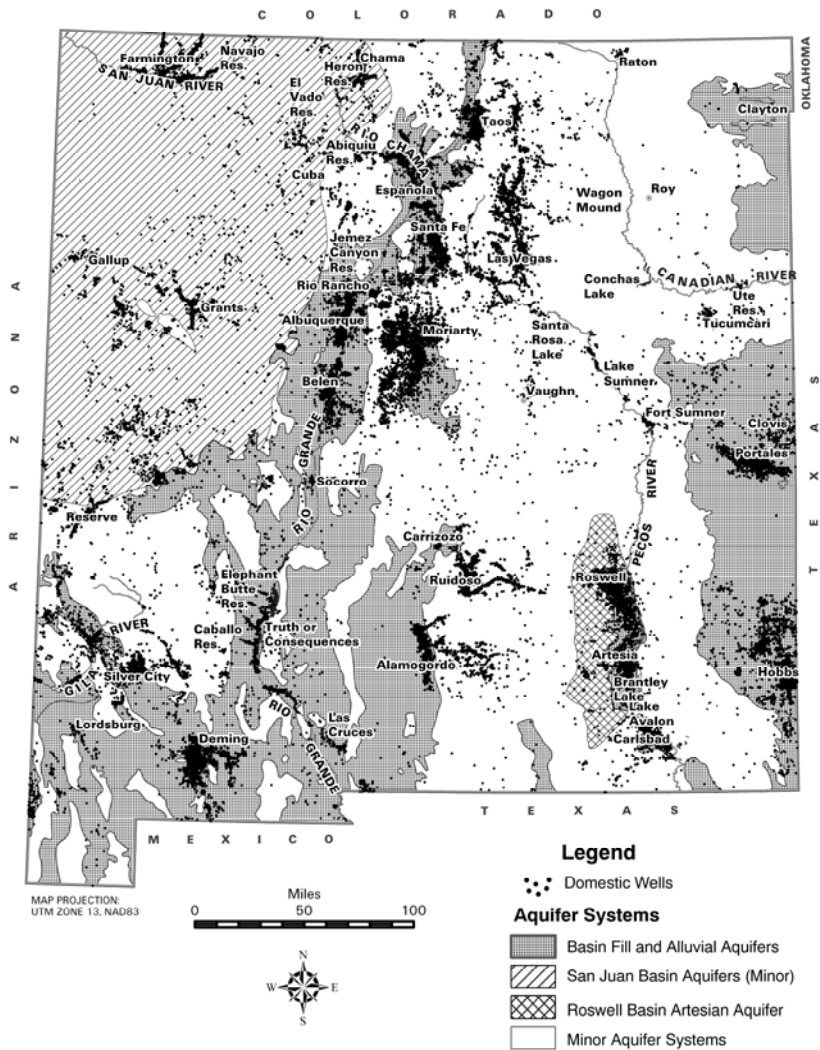 COLORADO
OKLAHOMA
ARIZONA
TEXAS
TEXAS
MEXICO
Farmington
Navajo
Res.
SAN JUAN RIVER
Chama
Heron
Res.
El
Vado
Res.
Raton
Clayton
Taos
RIO CHAMA
Abiquiu
Res.
Cuba
Española
Wagon
Mound
Roy
Santa Fe
Jemez
Canyon
Res.
Las Vegas
Gallup
Rio Rancho
Conchas
Lake
CANADIAN RIVER
Ute
Res.
Tucumcari
Grants
Albuquerque
Moriarty
Santa
Rosa
Lake
Lake
Sumner
Belen
Vaughn
Fort Sumner
Clovis
Portales
RIO GRANDE
Socorro
PECOS RIVER
Reserve
Carrizozo
Ruidoso
Roswell
Elephant
Butte
Res.
Caballo
Res.
Truth or
Consequences
GILA RIVER
Silver City
Alamogordo
Artesia
Brantley
Lake
Lake
Avalon
Carlsbad
Hobbs
Lordsburg
Deming
RIO GRANDE
Las
Cruces
MAP PROJECTION:
UTM ZONE 13, NAD83
Miles
0 50 100
N
W E
S
Legend
Domestic Wells
Aquifer Systems
Basin Fill and Alluvial Aquifers
San Juan Basin Aquifers (Minor)
Roswell Basin Artesian Aquifer
Minor Aquifer Systems